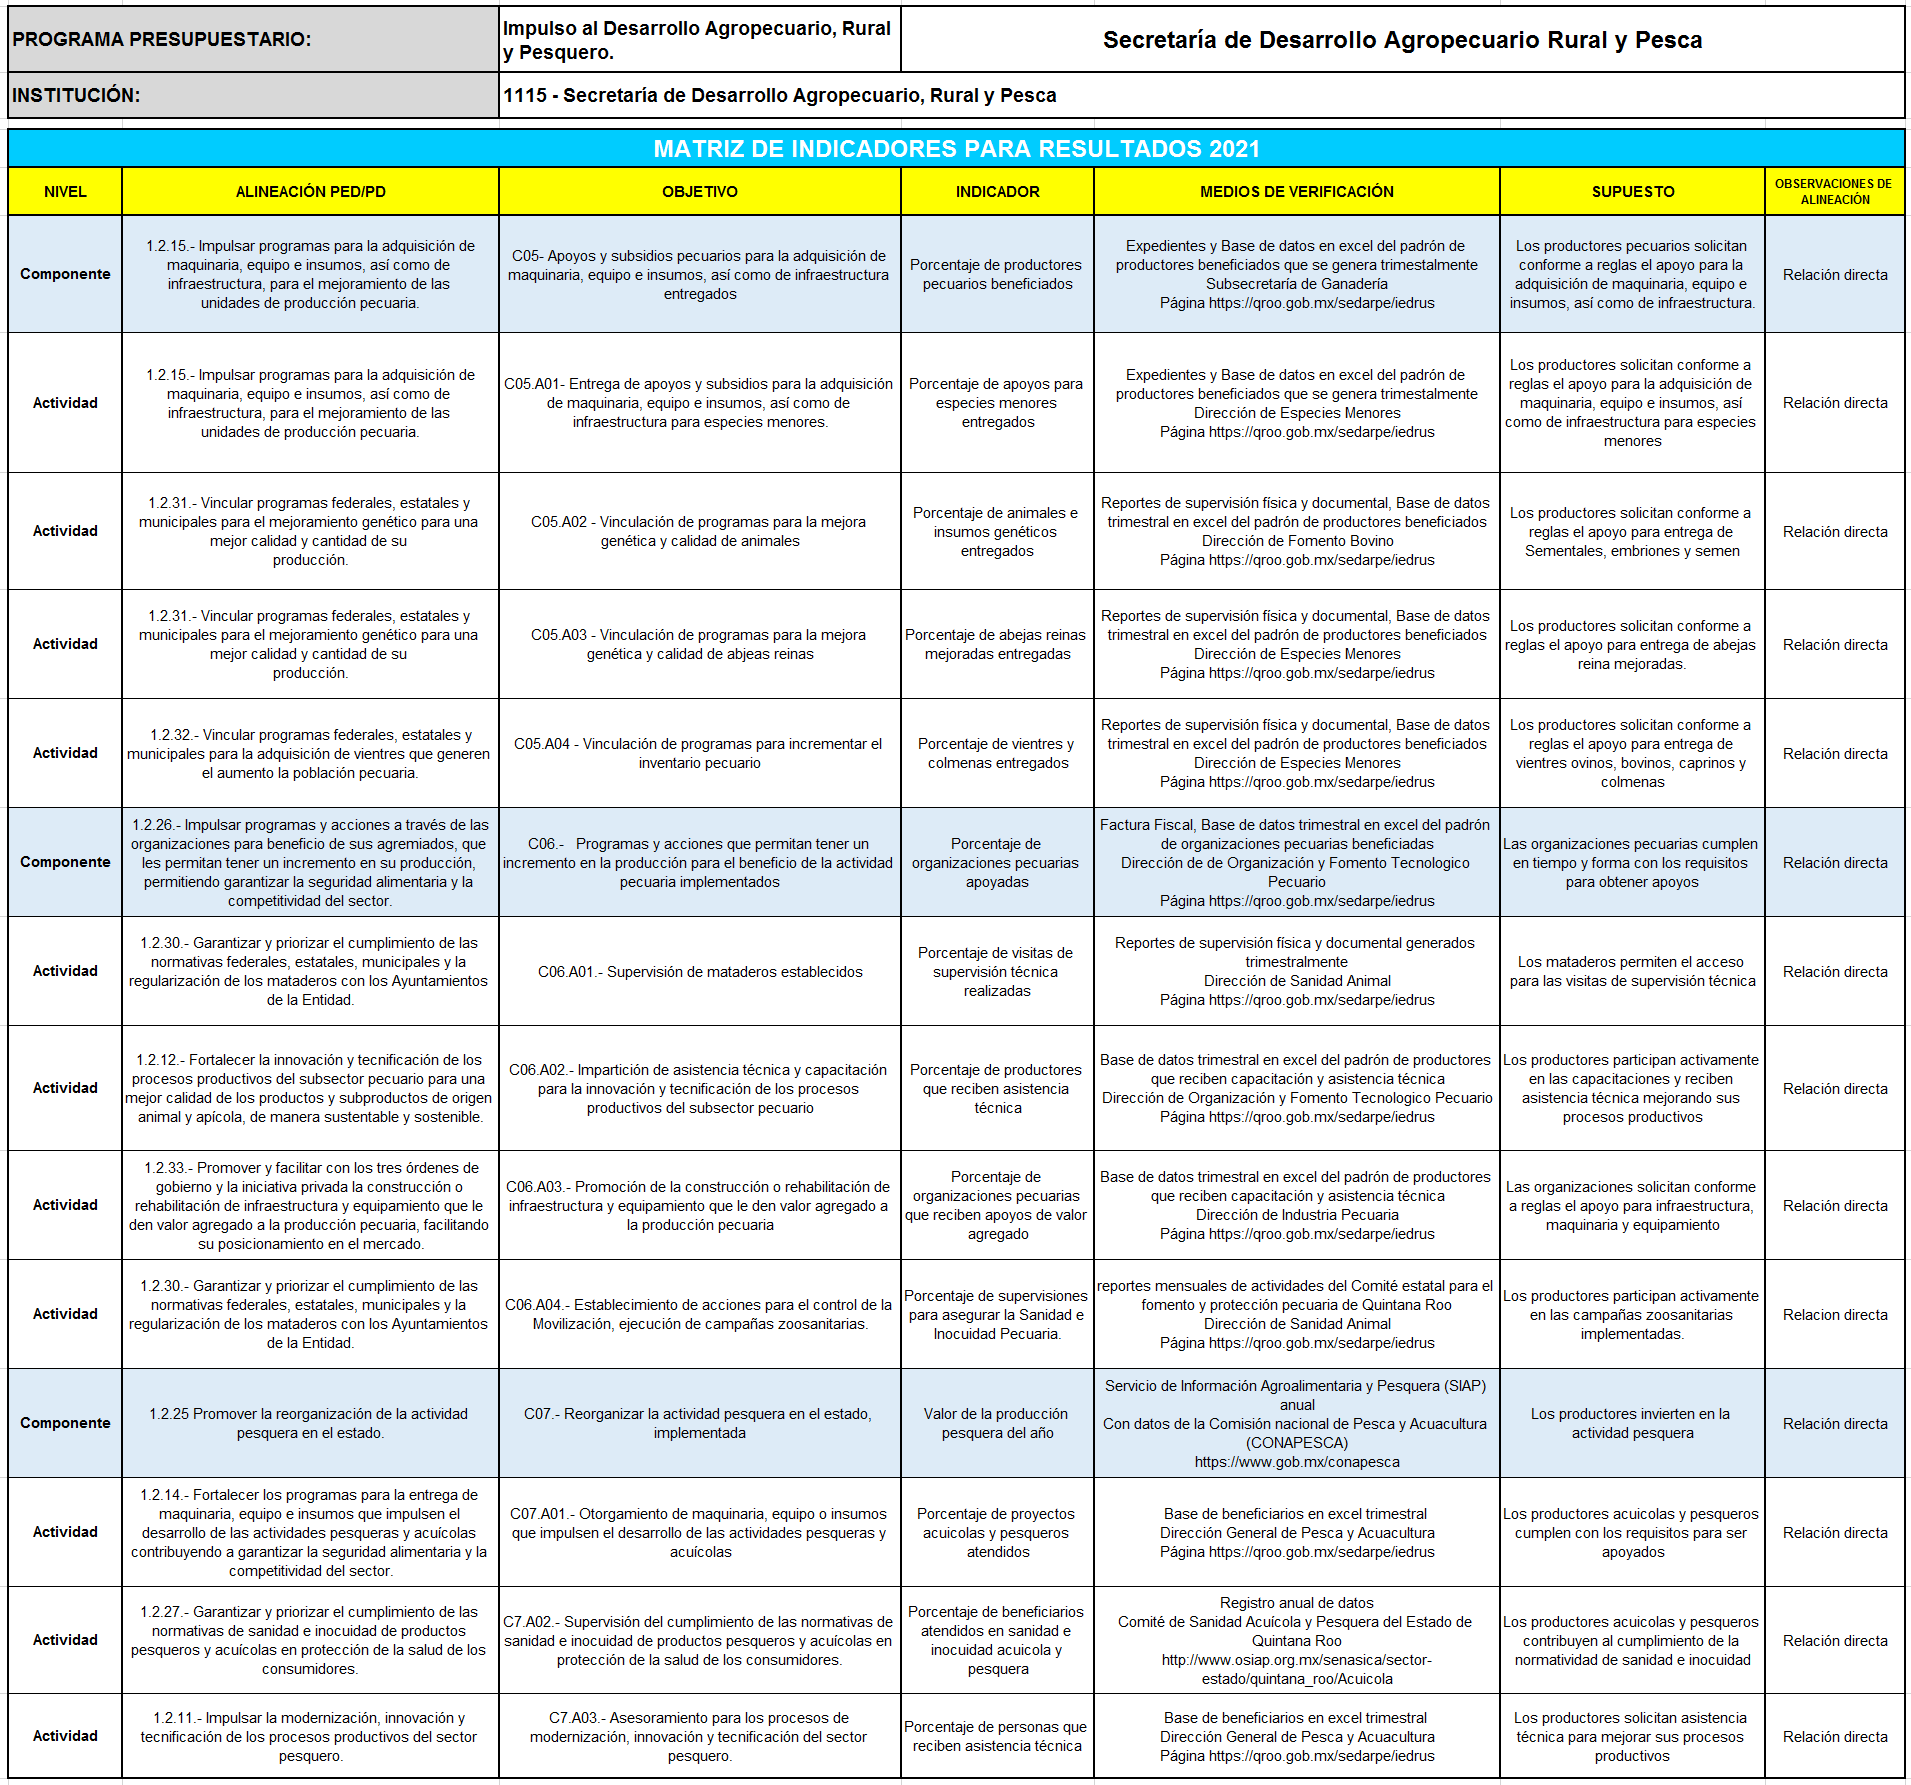 PROGRAMA PRESUPUESTARIO:
Impulso al Desarrollo Agropecuario, Rural
y Pesquero.
Secretaría de Desarrollo Agropecuario Rural y Pesca
INSTITUCIÓN:
1115 - Secretaría de Desarrollo Agropecuario, Rural y Pesca
MATRIZ DE INDICADORES PARA RESULTADOS 2021
NIVEL
ALINEACIÓN PED/PD
OBJETIVO
INDICADOR
MEDIOS DE VERIFICACIÓN
SUPUESTO
OBSERVACIONES DE
ALINEACIÓN
Componente
1.2.15.- Impulsar programas para la adquisición de
maquinaria, equipo e insumos, así como de
infraestructura, para el mejoramiento de las
unidades de producción pecuaria.
C05- Apoyos y subsidios pecuarios para la adquisición de
maquinaria, equipo e insumos, así como de infraestructura
entregados
Porcentaje de productores
pecuarios beneficiados
Expedientes y Base de datos en excel del padrón de
productores beneficiados que se genera trimestalmente
Subsecretaría de Ganadería
Página https://qroo.gob.mx/sedarpe/iedrus
Los productores pecuarios solicitan
conforme a reglas el apoyo para la
adquisición de maquinaria, equipo e
insumos, así como de infraestructura.
Relación directa
Actividad
1.2.15.- Impulsar programas para la adquisición de
maquinaria, equipo e insumos, así como de
infraestructura, para el mejoramiento de las
unidades de producción pecuaria.
C05.A01- Entrega de apoyos y subsidios para la adquisición
de maquinaria, equipo e insumos, así como de
infraestructura para especies menores.
Porcentaje de apoyos para
especies menores
entregados
Expedientes y Base de datos en excel del padrón de
productores beneficiados que se genera trimestalmente
Dirección de Especies Menores
Página https://qroo.gob.mx/sedarpe/iedrus
Los productores solicitan conforme a
reglas el apoyo para la adquisición de
maquinaria, equipo e insumos, así
como de infraestructura para especies
menores
Relación directa
Actividad
1.2.31.- Vincular programas federales, estatales y
municipales para el mejoramiento genético para una
mejor calidad y cantidad de su
producción.
C05.A02 - Vinculación de programas para la mejora
genética y calidad de animales
Porcentaje de animales e
insumos genéticos
entregados
Reportes de supervisión física y documental, Base de datos
trimestral en excel del padrón de productores beneficiados
Dirección de Fomento Bovino
Página https://qroo.gob.mx/sedarpe/iedrus
Los productores solicitan conforme a
reglas el apoyo para entrega de
Sementales, embriones y semen
Relación directa
Actividad
1.2.31.- Vincular programas federales, estatales y
municipales para el mejoramiento genético para una
mejor calidad y cantidad de su
producción.
C05.A03 - Vinculación de programas para la mejora
genética y calidad de abjeas reinas
Porcentaje de abejas reinas
mejoradas entregadas
Reportes de supervisión física y documental, Base de datos
trimestral en excel del padrón de productores beneficiados
Dirección de Especies Menores
Página https://qroo.gob.mx/sedarpe/iedrus
Los productores solicitan conforme a
reglas el apoyo para entrega de abejas
reina mejoradas.
Relación directa
Actividad
1.2.32.- Vincular programas federales, estatales y
municipales para la adquisición de vientres que generen
el aumento la población pecuaria.
C05.A04 - Vinculación de programas para incrementar el
inventario pecuario
Porcentaje de vientres y
colmenas entregados
Reportes de supervisión física y documental, Base de datos
trimestral en excel del padrón de productores beneficiados
Dirección de Especies Menores
Página https://qroo.gob.mx/sedarpe/iedrus
Los productores solicitan conforme a
reglas el apoyo para entrega de
vientres ovinos, bovinos, caprinos y
colmenas
Relación directa
Componente
1.2.26.- Impulsar programas y acciones a través de las
organizaciones para beneficio de sus agremiados, que
les permitan tener un incremento en su producción,
permitiendo garantizar la seguridad alimentaria y la
competitividad del sector.
C06.-   Programas y acciones que permitan tener un
incremento en la producción para el beneficio de la actividad
pecuaria implementados
Porcentaje de
organizaciones pecuarias
apoyadas
Factura Fiscal, Base de datos trimestral en excel del padrón
de organizaciones pecuarias beneficiadas
Dirección de de Organización y Fomento Tecnologico
Pecuario
Página https://qroo.gob.mx/sedarpe/iedrus
Las organizaciones pecuarias cumplen
en tiempo y forma con los requisitos
para obtener apoyos
Relación directa
Actividad
1.2.30.- Garantizar y priorizar el cumplimiento de las
normativas federales, estatales, municipales y la
regularización de los mataderos con los Ayuntamientos
de la Entidad.
C06.A01.- Supervisión de mataderos establecidos
Porcentaje de visitas de
supervisión técnica
realizadas
Reportes de supervisión física y documental generados
trimestralmente
Dirección de Sanidad Animal
Página https://qroo.gob.mx/sedarpe/iedrus
Los mataderos permiten el acceso
para las visitas de supervisión técnica
Relación directa
Actividad
1.2.12.- Fortalecer la innovación y tecnificación de los
procesos productivos del subsector pecuario para una
mejor calidad de los productos y subproductos de origen
animal y apícola, de manera sustentable y sostenible.
C06.A02.- Impartición de asistencia técnica y capacitación
para la innovación y tecnificación de los procesos
productivos del subsector pecuario
Porcentaje de productores
que reciben asistencia
técnica
Base de datos trimestral en excel del padrón de productores
que reciben capacitación y asistencia técnica
Dirección de Organización y Fomento Tecnologico Pecuario
Página https://qroo.gob.mx/sedarpe/iedrus
Los productores participan activamente
en las capacitaciones y reciben
asistencia técnica mejorando sus
procesos productivos
Relación directa
Actividad
1.2.33.- Promover y facilitar con los tres órdenes de
gobierno y la iniciativa privada la construcción o
rehabilitación de infraestructura y equipamiento que le
den valor agregado a la producción pecuaria, facilitando
su posicionamiento en el mercado.
C06.A03.- Promoción de la construcción o rehabilitación de
infraestructura y equipamiento que le den valor agregado a
la producción pecuaria
Porcentaje de
organizaciones pecuarias
que reciben apoyos de valor
agregado
Base de datos trimestral en excel del padrón de productores
que reciben capacitación y asistencia técnica
Dirección de Industria Pecuaria
Página https://qroo.gob.mx/sedarpe/iedrus
Las organizaciones solicitan conforme
a reglas el apoyo para infraestructura,
maquinaria y equipamiento
Relación directa
Actividad
1.2.30.- Garantizar y priorizar el cumplimiento de las
normativas federales, estatales, municipales y la
regularización de los mataderos con los Ayuntamientos
de la Entidad.
C06.A04.- Establecimiento de acciones para el control de la
Movilización, ejecución de campañas zoosanitarias.
Porcentaje de supervisiones
para asegurar la Sanidad e
Inocuidad Pecuaria.
reportes mensuales de actividades del Comité estatal para el
fomento y protección pecuaria de Quintana Roo
Dirección de Sanidad Animal
Página https://qroo.gob.mx/sedarpe/iedrus
Los productores participan activamente
en las campañas zoosanitarias
implementadas.
Relacion directa
Componente
1.2.25 Promover la reorganización de la actividad
pesquera en el estado.
C07.- Reorganizar la actividad pesquera en el estado,
implementada
Valor de la producción
pesquera del año
Servicio de Información Agroalimentaria y Pesquera (SIAP)
anual
Con datos de la Comisión nacional de Pesca y Acuacultura
(CONAPESCA)
https://www.gob.mx/conapesca
Los productores invierten en la
actividad pesquera
Relación directa
Actividad
1.2.14.- Fortalecer los programas para la entrega de
maquinaria, equipo e insumos que impulsen el
desarrollo de las actividades pesqueras y acuícolas
contribuyendo a garantizar la seguridad alimentaria y la
competitividad del sector.
C07.A01.- Otorgamiento de maquinaria, equipo o insumos
que impulsen el desarrollo de las actividades pesqueras y
acuícolas
Porcentaje de proyectos
acuicolas y pesqueros
atendidos
Base de beneficiarios en excel trimestral
Dirección General de Pesca y Acuacultura
Página https://qroo.gob.mx/sedarpe/iedrus
Los productores acuicolas y pesqueros
cumplen con los requisitos para ser
apoyados
Relación directa
Actividad
1.2.27.- Garantizar y priorizar el cumplimiento de las
normativas de sanidad e inocuidad de productos
pesqueros y acuícolas en protección de la salud de los
consumidores.
C7.A02.- Supervisión del cumplimiento de las normativas de
sanidad e inocuidad de productos pesqueros y acuícolas en
protección de la salud de los consumidores.
Porcentaje de beneficiarios
atendidos en sanidad e
inocuidad acuicola y
pesquera
Registro anual de datos
Comité de Sanidad Acuícola y Pesquera del Estado de
Quintana Roo
http://www.osiap.org.mx/senasica/sector-
estado/quintana_roo/Acuicola
Los productores acuicolas y pesqueros
contribuyen al cumplimiento de la
normatividad de sanidad e inocuidad
Relación directa
Actividad
1.2.11.- Impulsar la modernización, innovación y
tecnificación de los procesos productivos del sector
pesquero.
C7.A03.- Asesoramiento para los procesos de
modernización, innovación y tecnificación del sector
pesquero.
Porcentaje de personas que
reciben asistencia técnica
Base de beneficiarios en excel trimestral
Dirección General de Pesca y Acuacultura
Página https://qroo.gob.mx/sedarpe/iedrus
Los productores solicitan asistencia
técnica para mejorar sus procesos
productivos
Relación directa